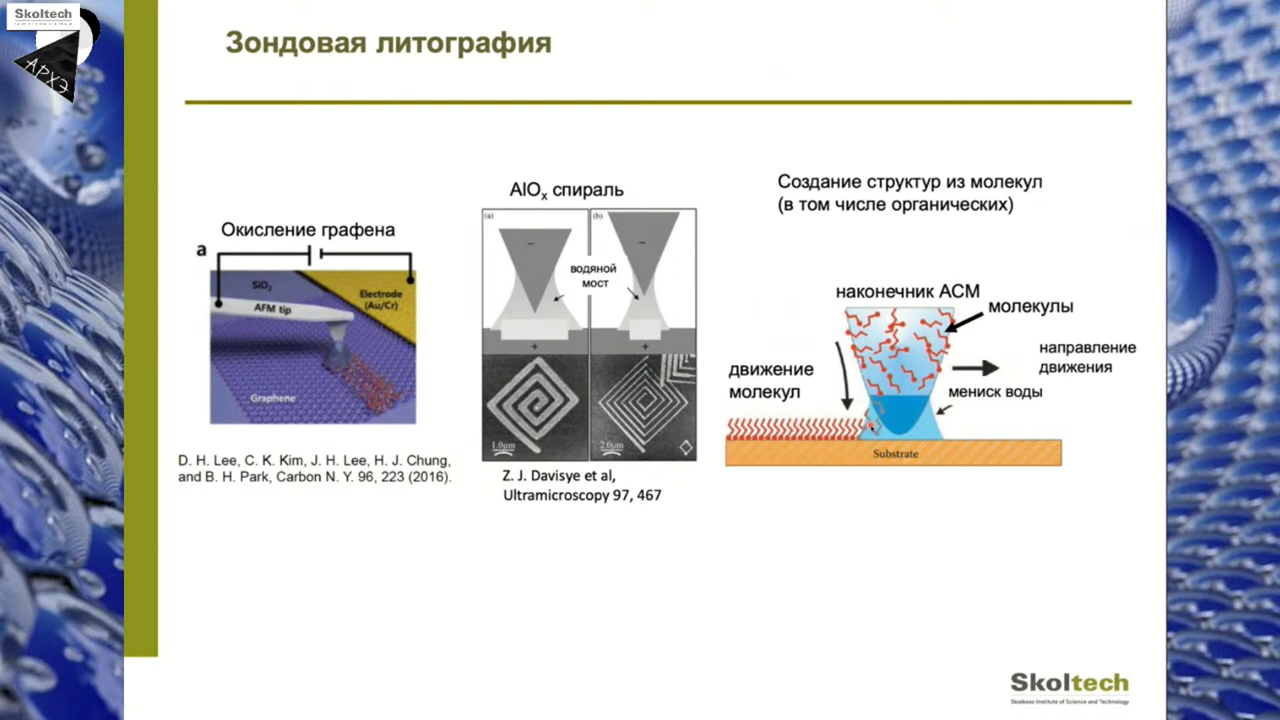 Skoltech
АРХЭ
Зондовая литография
Окисление графена
a
SiO2
AFM tip
Electrode
(Au/Cr)
Graphene
D. H. Lee, C. K. Kim, J. H. Lee, H. J. Chung,
and B. H. Park, Carbon N. Y. 96, 223 (2016).
AlOx спираль
(a)
(b)
водяной
мост
1.0μm
2.0μm
Z. J. Davisye et al,
Ultramicroscopy 97, 467
Создание структур из молекул
(в том числе органических)
наконечник АСМ
молекулы
направление
движения
движение
молекул
мениск воды
Substrate
Skoltech
Skolkovo Institute of Science and Technology